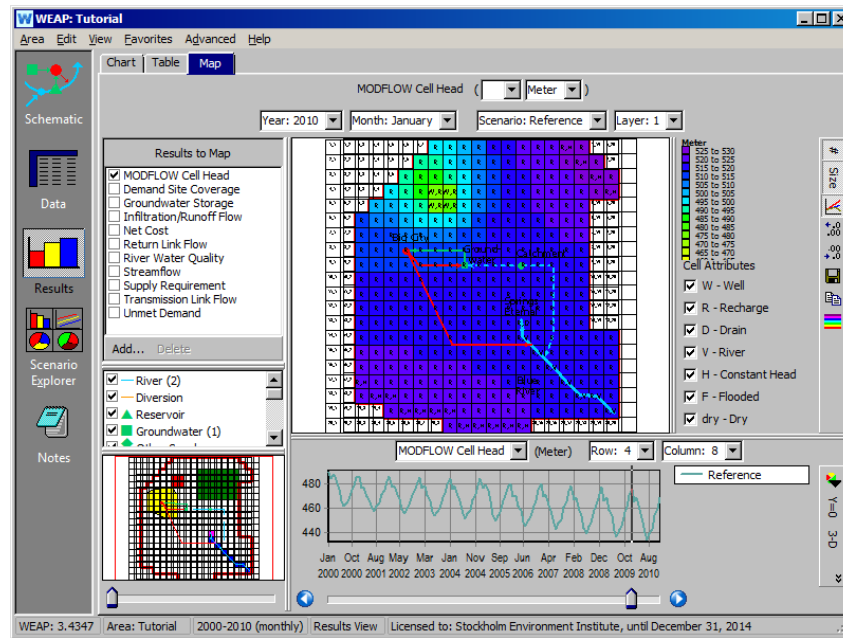 WEAP: Tutorial
Area Edit View Favorites Advanced Help
Chart Table Map
MODFLOW Cell Head ( Meter )
Year: 2010 Month: January Scenario: Reference Layer: 1
Schematic
Data
Results
Scenario
Explorer
Notes
Results to Map
MODFLOW Cell Head
Demand Site Coverage
Groundwater Storage
Infiltration/Runoff Flow
Net Cost
Return Link Flow
River Water Quality
Streamflow
Supply Requirement
Transmission Link Flow
Unmet Demand
Add... Delete
River (2)
Diversion
Reservoir
Groundwater (1)
Big City
Ground-
water
Catchment
River
Meter
525 to 530
520 to 525
515 to 520
510 to 515
505 to 510
500 to 505
495 to 500
490 to 495
485 to 490
480 to 485
475 to 480
470 to 475
465 to 470
Cell Attributes
W - Well
R - Recharge
D - Drain
V - River
H - Constant Head
F - Flooded
dry - Dry
#
Size
MODFLOW Cell Head (Meter) Row: 4 Column: 8
Reference
480
460
440
Jan Oct Aug May Mar Jan Nov Sep Jun Apr Feb Dec Oct Aug
2000 2000 2001 2002 2003 2004 2004 2005 2006 2007 2008 2008 2009 2010
Y=0
3-D
WEAP: 3.4347 Area: Tutorial 2000-2010 (monthly) Results View Licensed to: Stockholm Environment Institute, until December 31, 2014